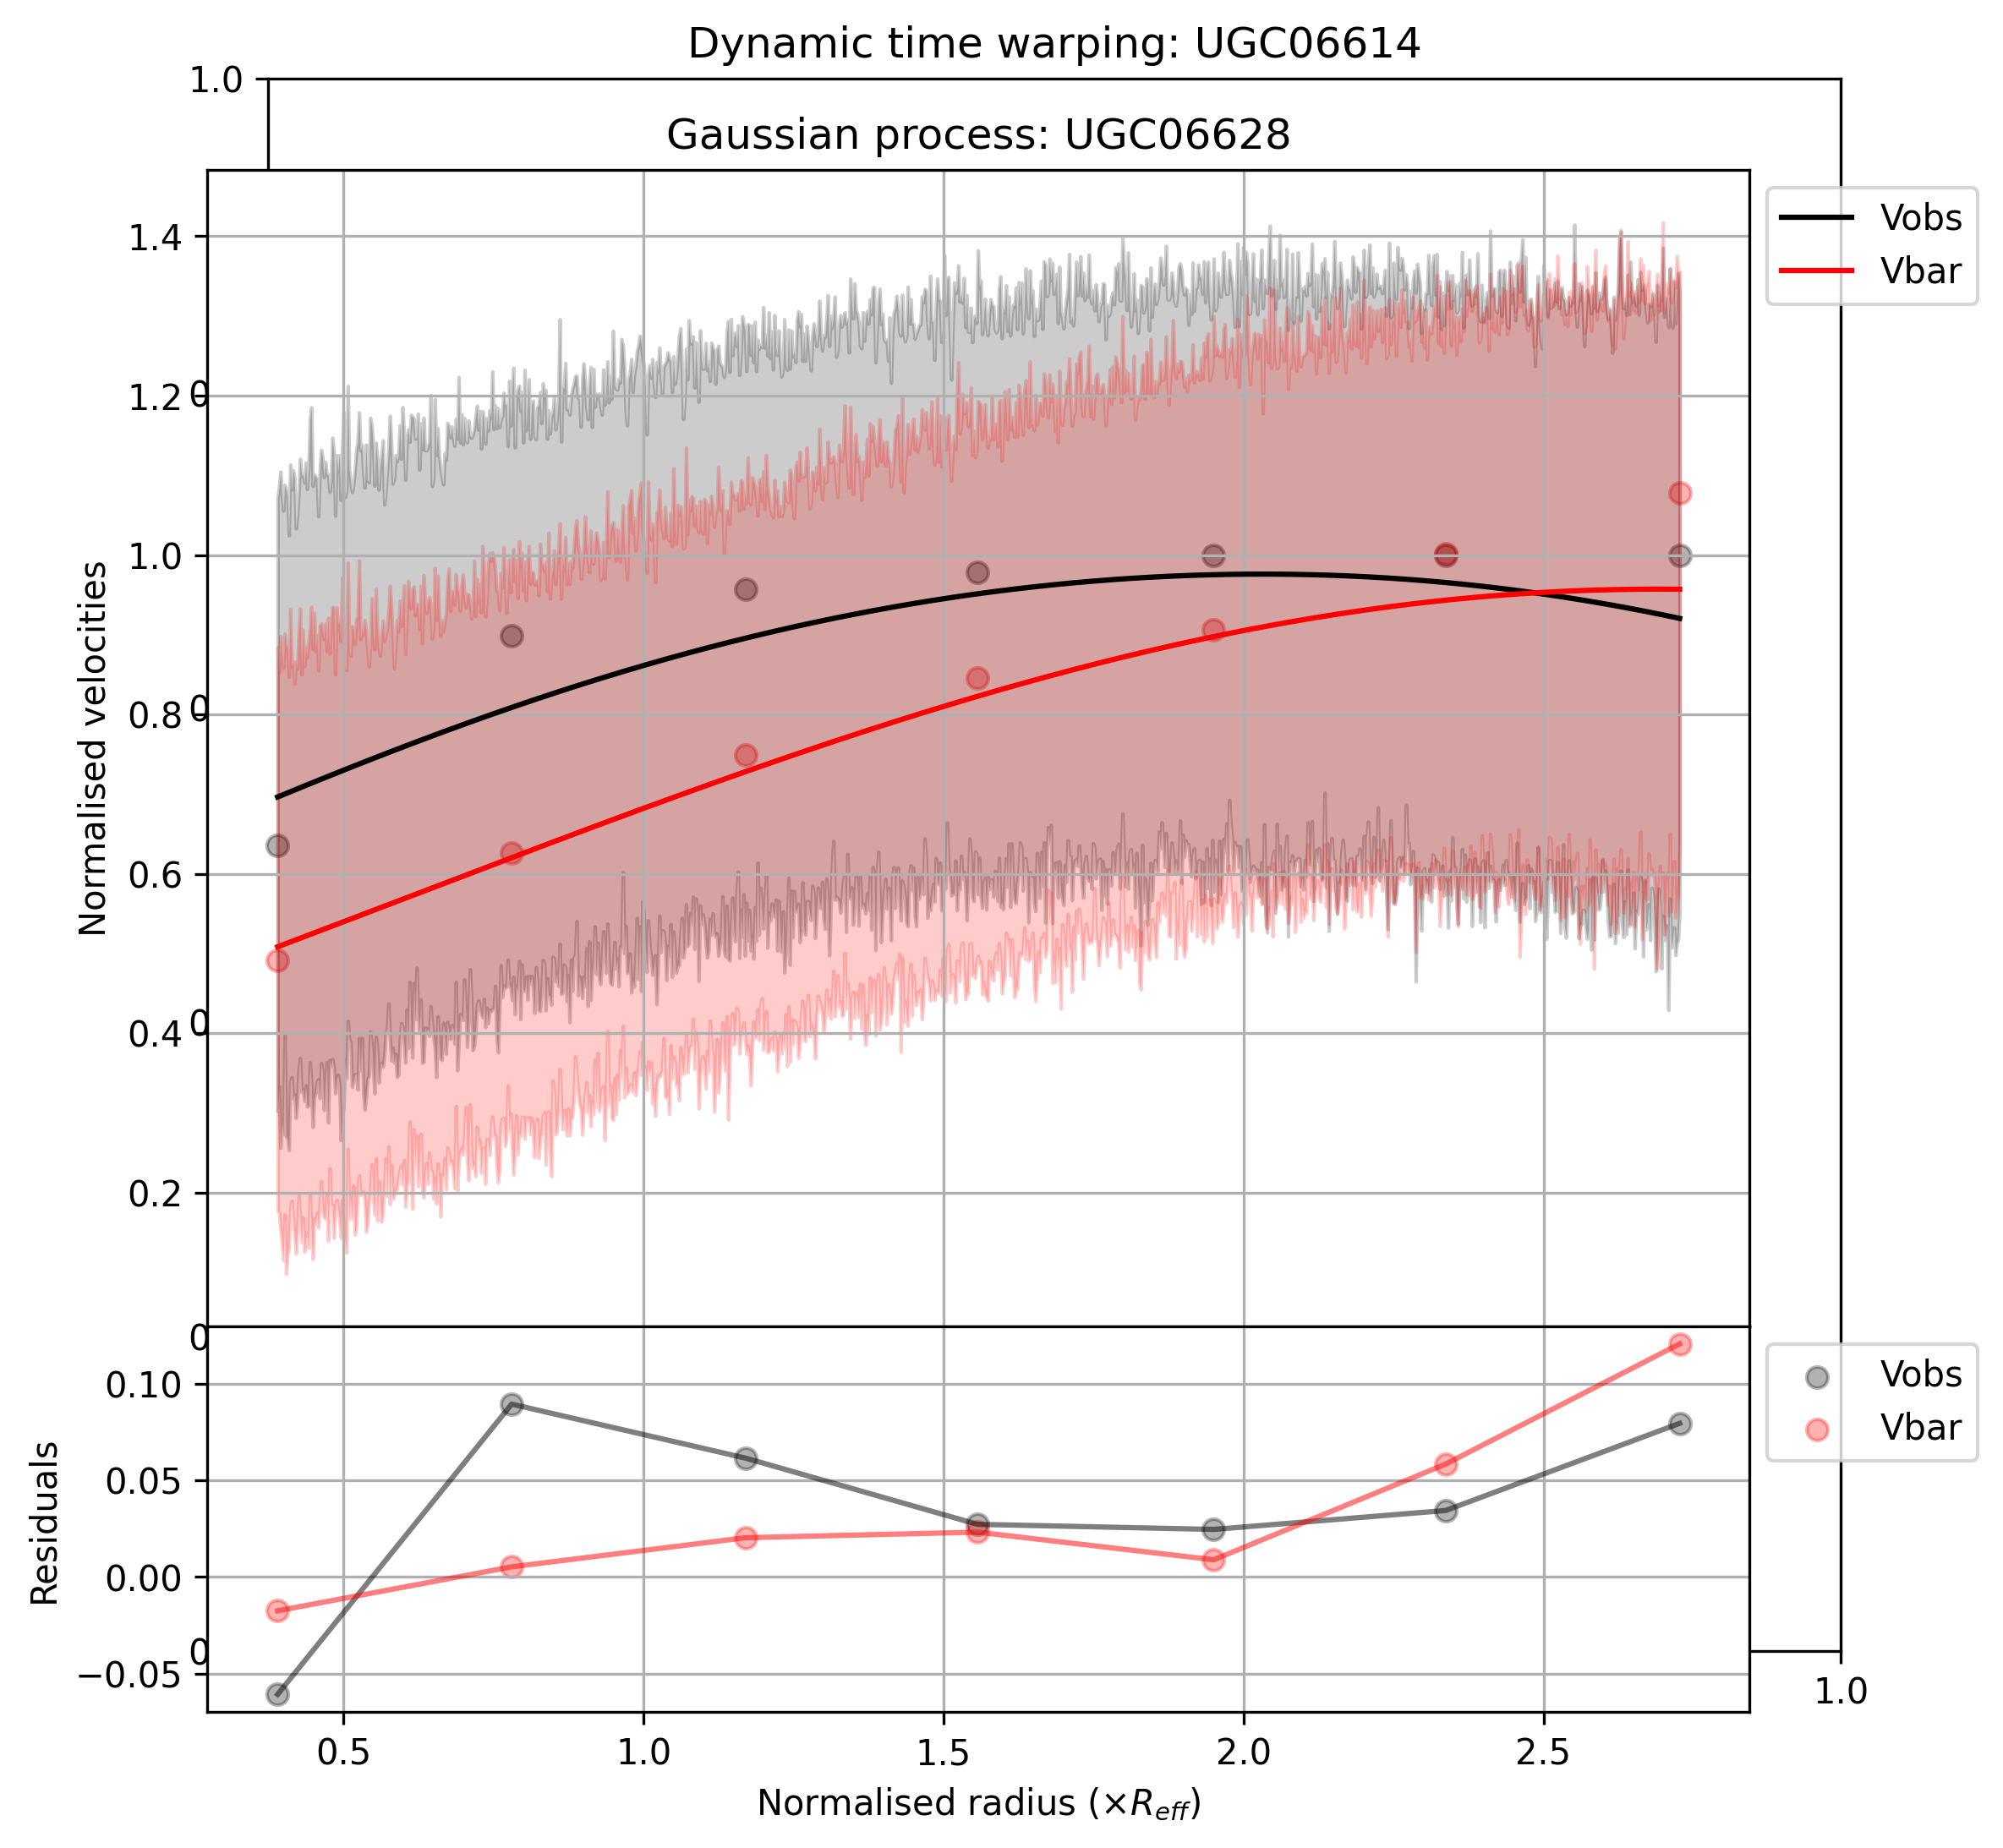 Dynamic time warping: UGC06614
1.0
Gaussian process: UGC06628
Vobs
Vbar
Normalised velocities
1.4
1.2
0
1.0
0.8
0
0.6
0.4
0
0.2
0
Vobs
Vbar
Residuals
0.10
0.05
0.00
0
−0.05
1.0
0.5 1.0 1.5 2.0 2.5
Normalised radius (×R_eff)